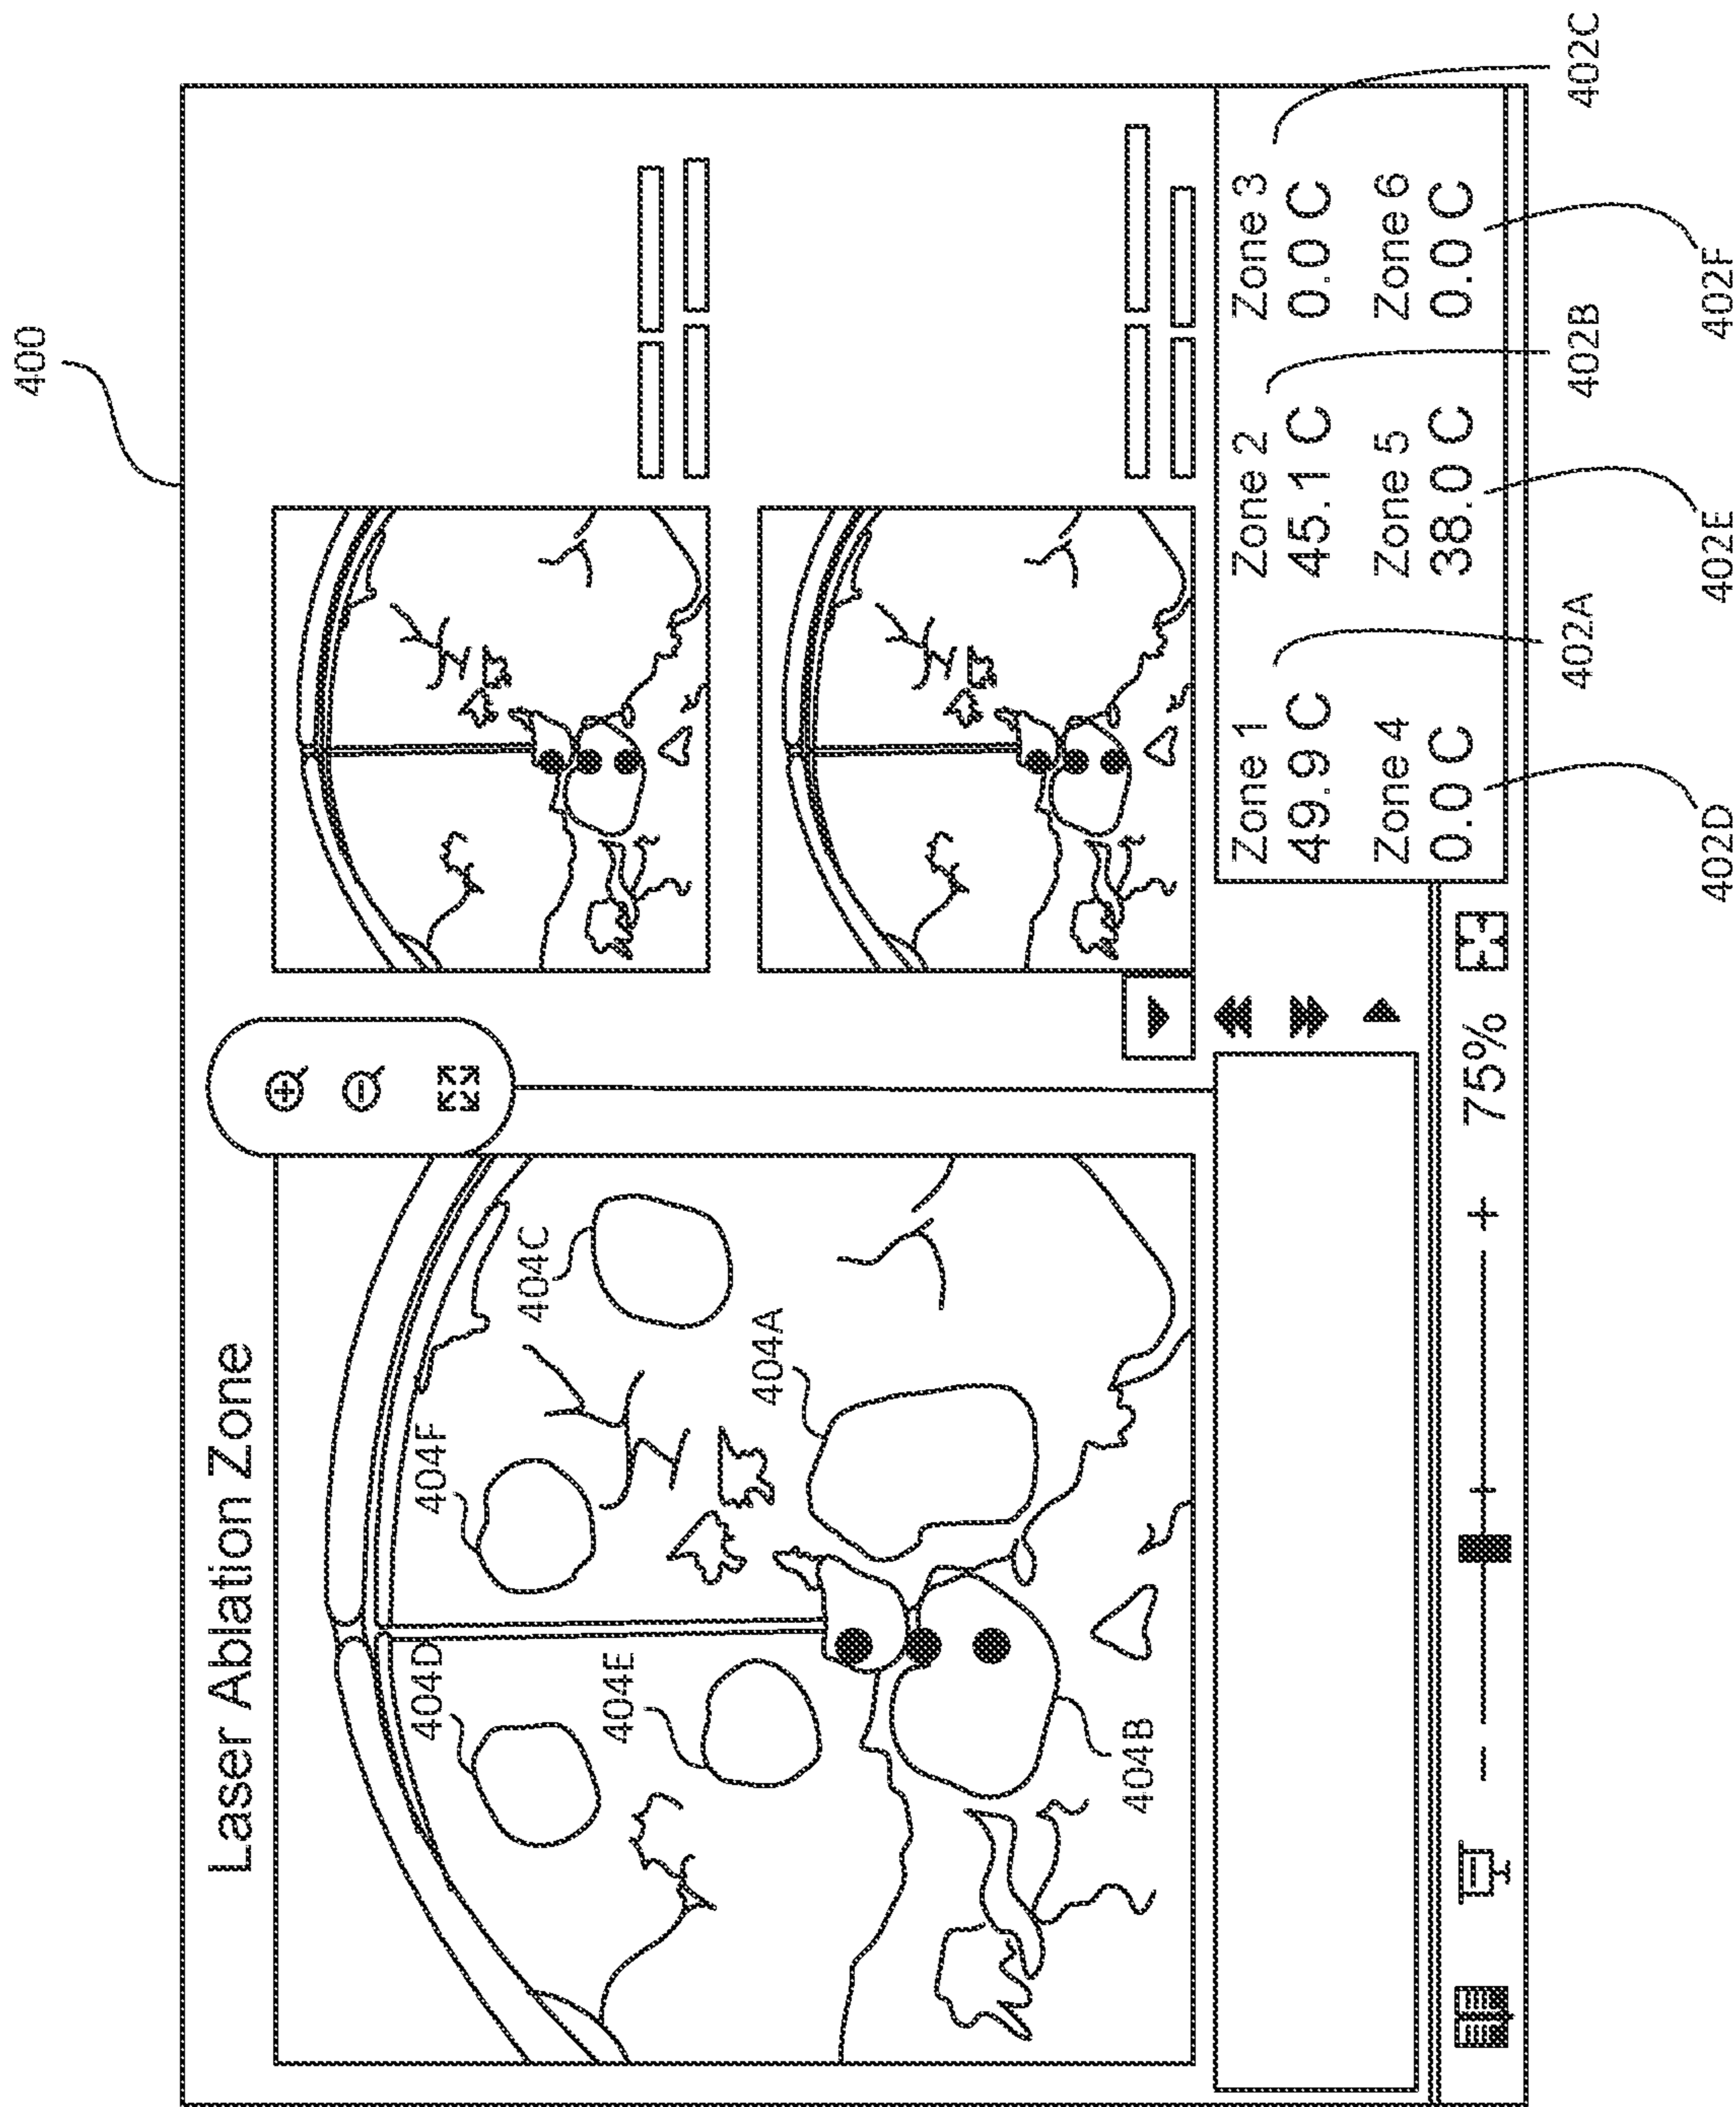 400
Laser Ablation Zone
404F
404C
404D
404E
404A
404B
Zone 1 Zone 2 Zone 3
49.9 C 45.1 C 0.0 C
Zone 4 Zone 5 Zone 6
0.0 C 38.0 C 0.0 C
− + 75%
402A 402B 402C
402D 402E 402F